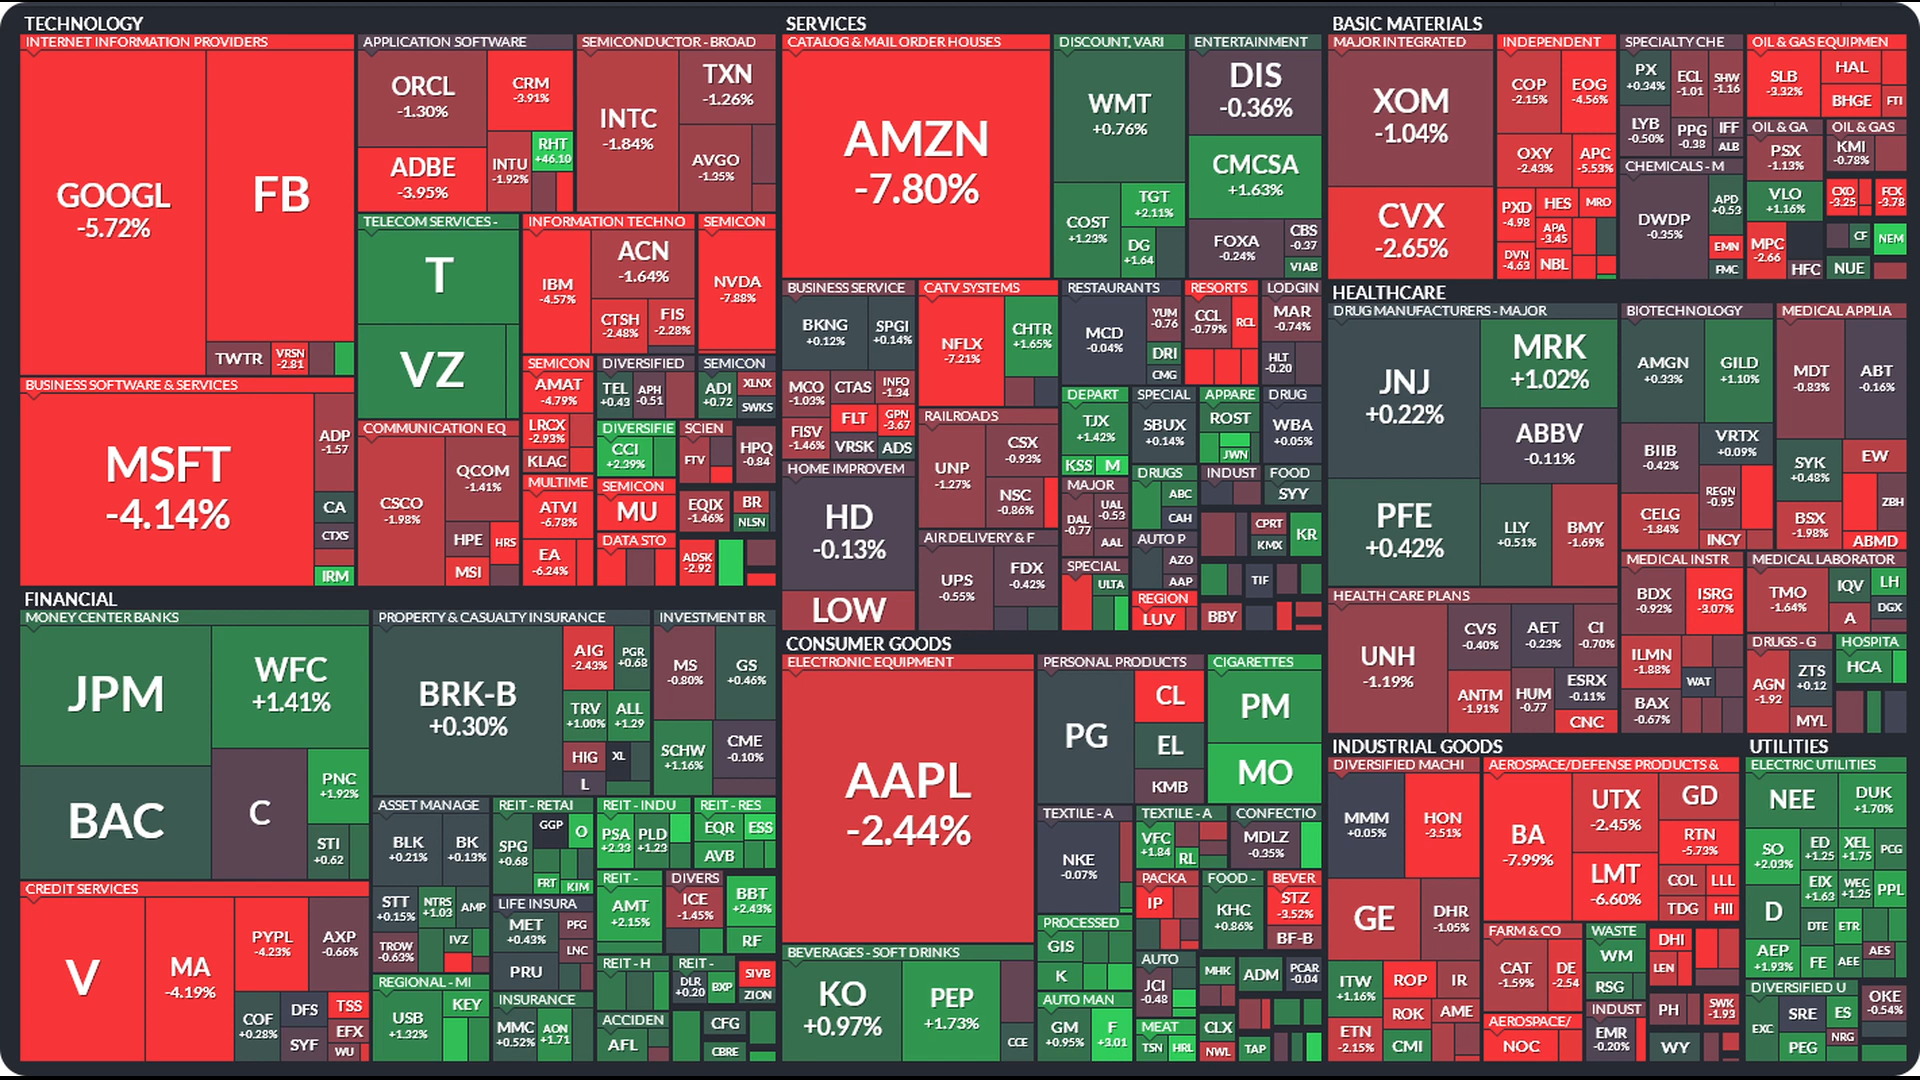 TECHNOLOGY
INTERNET INFORMATION PROVIDERS
GOOGL
-5.72%
FB
TWTR
VRSN
-2.81
BUSINESS SOFTWARE & SERVICES
MSFT
-4.14%
ADP
-1.57
CA
CTXS
IRM
APPLICATION SOFTWARE
ORCL
-1.30%
CRM
-3.91%
ADBE
-3.95%
INTU
-1.92%
RHT
+46.10
SEMICONDUCTOR - BROAD
INTC
-1.84%
TXN
-1.26%
AVGO
-1.35%
TELECOM SERVICES -
T
VZ
INFORMATION TECHNO
IBM
-4.57%
ACN
-1.64%
CTSH
-2.48%
FIS
-2.28%
SEMICON
NVDA
-7.88%
COMMUNICATION EQ
CSCO
-1.98%
QCOM
-1.41%
HPE
HRS
MSI
SEMICON
AMAT
-4.79%
LRCX
-2.93%
KLAC
DIVERSIFIED
TEL
+0.43
APH
-0.51
SEMICON
ADI
+0.72
XLNX
SWKS
DIVERSIFIE
CCI
+2.39%
SCIEN
FTV
HPQ
-0.84
MULTIME
ATVI
-6.78%
EA
-6.24%
SEMICON
MU
DATA STO
EQIX
-1.46%
BR
NLSN
ADSK
-2.92
FINANCIAL
MONEY CENTER BANKS
JPM
WFC
+1.41%
BAC
C
PNC
+1.92%
STI
+0.62
CREDIT SERVICES
V
MA
-4.19%
PYPL
-4.23%
AXP
-0.66%
COF
+0.28%
DFS
TSS
SYF
EFX
WU
PROPERTY & CASUALTY INSURANCE
BRK-B
+0.30%
AIG
-2.43%
PGR
+0.68
TRV
+1.00%
ALL
+1.29
HIG
XL
L
INVESTMENT BR
MS
-0.80%
GS
+0.46%
SCHW
+1.16%
CME
-0.10%
ASSET MANAGE
BLK
+0.21%
BK
+0.13%
STT
+0.15%
NTRS
+1.03
AMP
TROW
-0.63%
IVZ
REGIONAL - MI
USB
+1.32%
KEY
REIT - RETAI
SPG
+0.68
GGP
O
FRT
KIM
LIFE INSURA
MET
+0.43%
PFG
LNC
PRU
INSURANCE
MMC
+0.52%
AON
+1.71
REIT - INDU
PSA
+2.33
PLD
+1.23
REIT - RES
EQR
ESS
AVB
REIT -
AMT
+2.15%
DIVERS
ICE
-1.45%
BBT
+2.43%
RF
REIT - H
REIT -
DLR
+0.20
BXP
SIVB
ZION
ACCIDEN
AFL
CFG
CBRE
SERVICES
CATALOG & MAIL ORDER HOUSES
AMZN
-7.80%
DISCOUNT, VARI
WMT
+0.76%
COST
+1.23%
TGT
+2.11%
DG
+1.64
ENTERTAINMENT
DIS
-0.36%
CMCSA
+1.63%
FOXA
-0.24%
CBS
-0.37
VIAB
BUSINESS SERVICE
BKNG
+0.12%
SPGI
+0.14%
MCO
-1.03%
CTAS
INFO
-1.34
FLT
GPN
-3.67
FISV
-1.46%
VRSK
ADS
CATV SYSTEMS
NFLX
-7.21%
CHTR
+1.65%
RESTAURANTS
MCD
-0.04%
YUM
-0.76
DRI
CMG
RESORTS
CCL
-0.79%
RCL
LODGIN
MAR
-0.74%
HLT
-0.20
HOME IMPROVEM
HD
-0.13%
LOW
RAILROADS
UNP
-1.27%
CSX
-0.93%
NSC
-0.86%
AIR DELIVERY & F
UPS
-0.55%
FDX
-0.42%
DEPART
TJX
+1.42%
KSS
M
SPECIAL
SBUX
+0.14%
APPARE
ROST
JWN
DRUG
WBA
+0.05%
MAJOR
DAL
-0.77
UAL
-0.53
AAL
DRUGS
ABC
CAH
INDUST
FOOD
SYY
CPRT
KMX
KR
SPECIAL
ULTA
AUTO P
AZO
AAP
REGION
LUV
TIF
BBY
CONSUMER GOODS
ELECTRONIC EQUIPMENT
AAPL
-2.44%
BEVERAGES - SOFT DRINKS
KO
+0.97%
PEP
+1.73%
CCE
PERSONAL PRODUCTS
PG
CL
EL
KMB
CIGARETTES
PM
MO
TEXTILE - A
NKE
-0.07%
TEXTILE - A
VFC
+1.84
RL
CONFECTIO
MDLZ
-0.35%
PROCESSED
GIS
K
PACKA
IP
FOOD -
KHC
+0.86%
BEVER
STZ
-3.52%
BF-B
AUTO MAN
GM
+0.95%
F
+3.01
AUTO
JCI
-0.48
MEAT
TSN
HRL
MHK
ADM
PCAR
-0.04
CLX
NWL
TAP
BASIC MATERIALS
MAJOR INTEGRATED
XOM
-1.04%
CVX
-2.65%
INDEPENDENT
COP
-2.15%
EOG
-4.56%
OXY
-2.43%
APC
-5.53%
PXD
-4.98
HES
MRO
APA
-3.45
DVN
-4.63
NBL
SPECIALTY CHE
PX
+0.34%
ECL
-1.01
SHW
-1.16
LYB
-0.50%
PPG
-0.38
IFF
ALB
CHEMICALS - M
DWDP
-0.35%
APD
+0.53
EMN
FMC
OIL & GAS EQUIPMEN
SLB
-3.32%
HAL
BHGE
FTI
OIL & GA
PSX
-1.13%
VLO
+1.16%
MPC
-2.66
HFC
OIL & GAS
KMI
-0.78%
CXO
-3.25
FCX
-3.78
CF
NEM
NUE
HEALTHCARE
DRUG MANUFACTURERS - MAJOR
JNJ
+0.22%
MRK
+1.02%
ABBV
-0.11%
PFE
+0.42%
LLY
+0.51%
BMY
-1.69%
BIOTECHNOLOGY
AMGN
+0.33%
GILD
+1.10%
BIIB
-0.42%
VRTX
+0.09%
REGN
-0.95
CELG
-1.84%
INCY
MEDICAL APPLIA
MDT
-0.83%
ABT
-0.16%
SYK
+0.48%
EW
ZBH
BSX
-1.98%
ABMD
HEALTH CARE PLANS
UNH
-1.19%
CVS
-0.40%
AET
-0.23%
CI
-0.70%
ANTM
-1.91%
HUM
-0.77
ESRX
-0.11%
CNC
MEDICAL INSTR
BDX
-0.92%
ISRG
-3.07%
ILMN
-1.88%
WAT
BAX
-0.67%
MEDICAL LABORATOR
TMO
-1.64%
IQV
LH
A
DGX
DRUGS - G
AGN
-1.92
ZTS
+0.12
MYL
HOSPITA
HCA
INDUSTRIAL GOODS
DIVERSIFIED MACHI
MMM
+0.05%
HON
-3.51%
GE
DHR
-1.05%
ITW
+1.16%
ROP
IR
ROK
AME
ETN
-2.15%
CMI
AEROSPACE/DEFENSE PRODUCTS &
BA
-7.99%
UTX
-2.45%
GD
LMT
-6.60%
RTN
-5.73%
COL
LLL
TDG
HII
FARM & CO
CAT
-1.59%
DE
-2.54
AEROSPACE/
NOC
WASTE
WM
RSG
DHI
LEN
INDUST
EMR
-0.20%
PH
SWK
-1.93
WY
UTILITIES
ELECTRIC UTILITIES
NEE
DUK
+1.70%
SO
+2.03%
ED
+1.25
XEL
+1.75
PCG
D
EIX
+1.63
WEC
+1.25
PPL
DTE
ETR
AEP
+1.93%
FE
AEE
AES
DIVERSIFIED U
EXC
SRE
ES
PEG
NRG
OKE
-0.54%